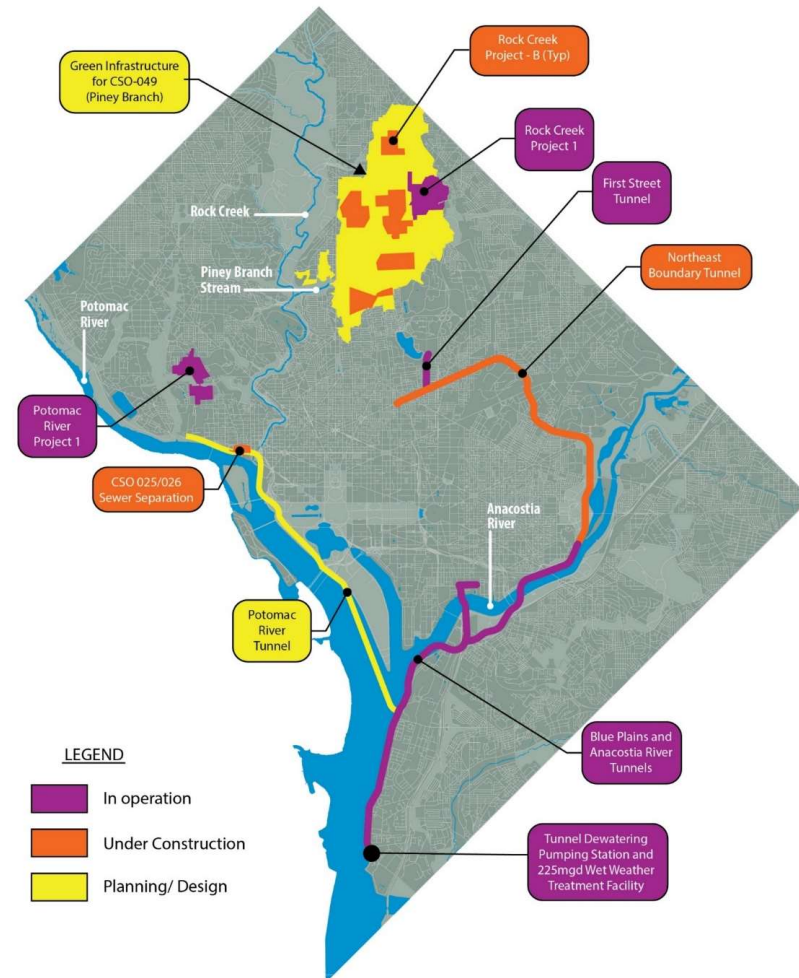 Green Infrastructure
for CSO-049
(Piney Branch)
Rock Creek
Project - B (Typ)
Rock Creek
Project 1
First Street
Tunnel
Rock Creek
Northeast
Boundary Tunnel
Piney Branch
Stream
Potomac
River
Potomac
River
Project 1
CSO 025/026
Sewer Separation
Anacostia
River
Potomac
River
Tunnel
Blue Plains and
Anacostia River
Tunnels
LEGEND
In operation
Under Construction
Planning/ Design
Tunnel Dewatering
Pumping Station and
225mgd Wet Weather
Treatment Facility